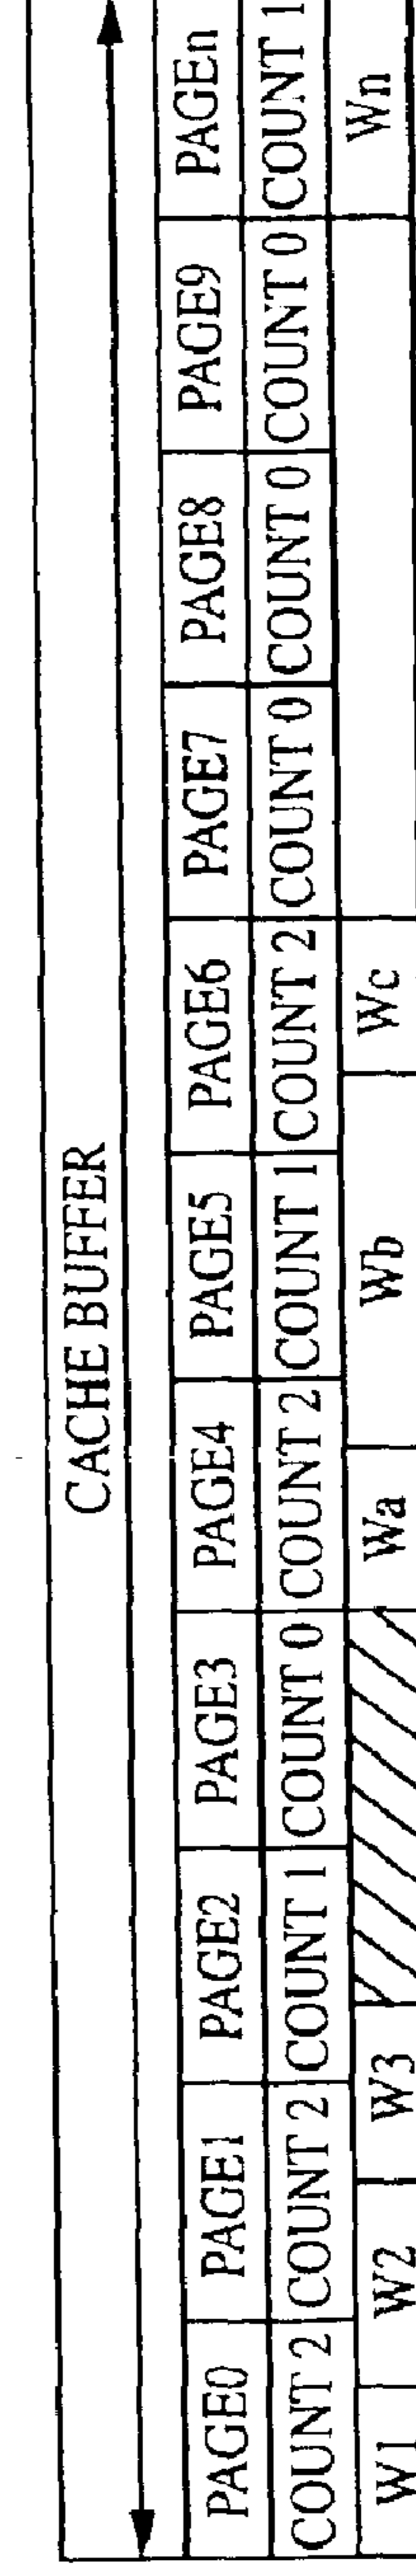 CACHE BUFFER
PAGE0 PAGE1 PAGE2 PAGE3 PAGE4 PAGE5 PAGE6 PAGE7 PAGE8 PAGE9 PAGEn
COUNT 2 COUNT 2 COUNT 1 COUNT 0 COUNT 2 COUNT 1 COUNT 2 COUNT 0 COUNT 0 COUNT 0 COUNT 1
W1 W2 W3 Wa Wb Wc Wn